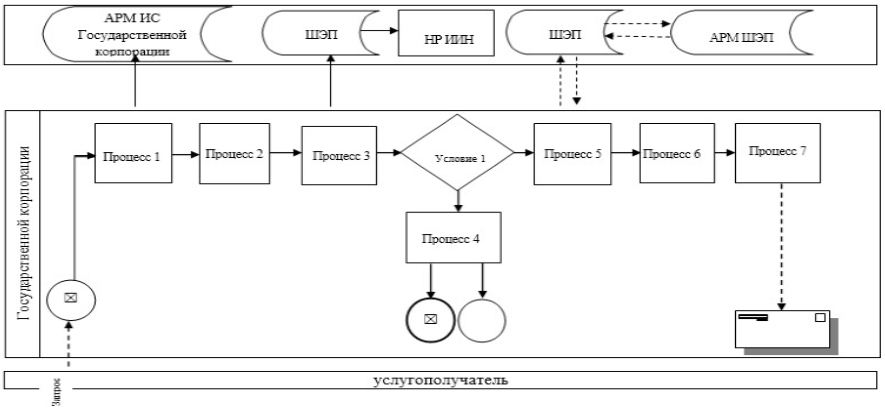 АРМ ИС
Государственной
корпорации
ШЭП
НР ИИН
ШЭП
АРМ ШЭП
Государственной корпорации
Процесс 1
Процесс 2
Процесс 3
Условие 1
Процесс 5
Процесс 6
Процесс 7
Процесс 4
Запрос
услугополучатель